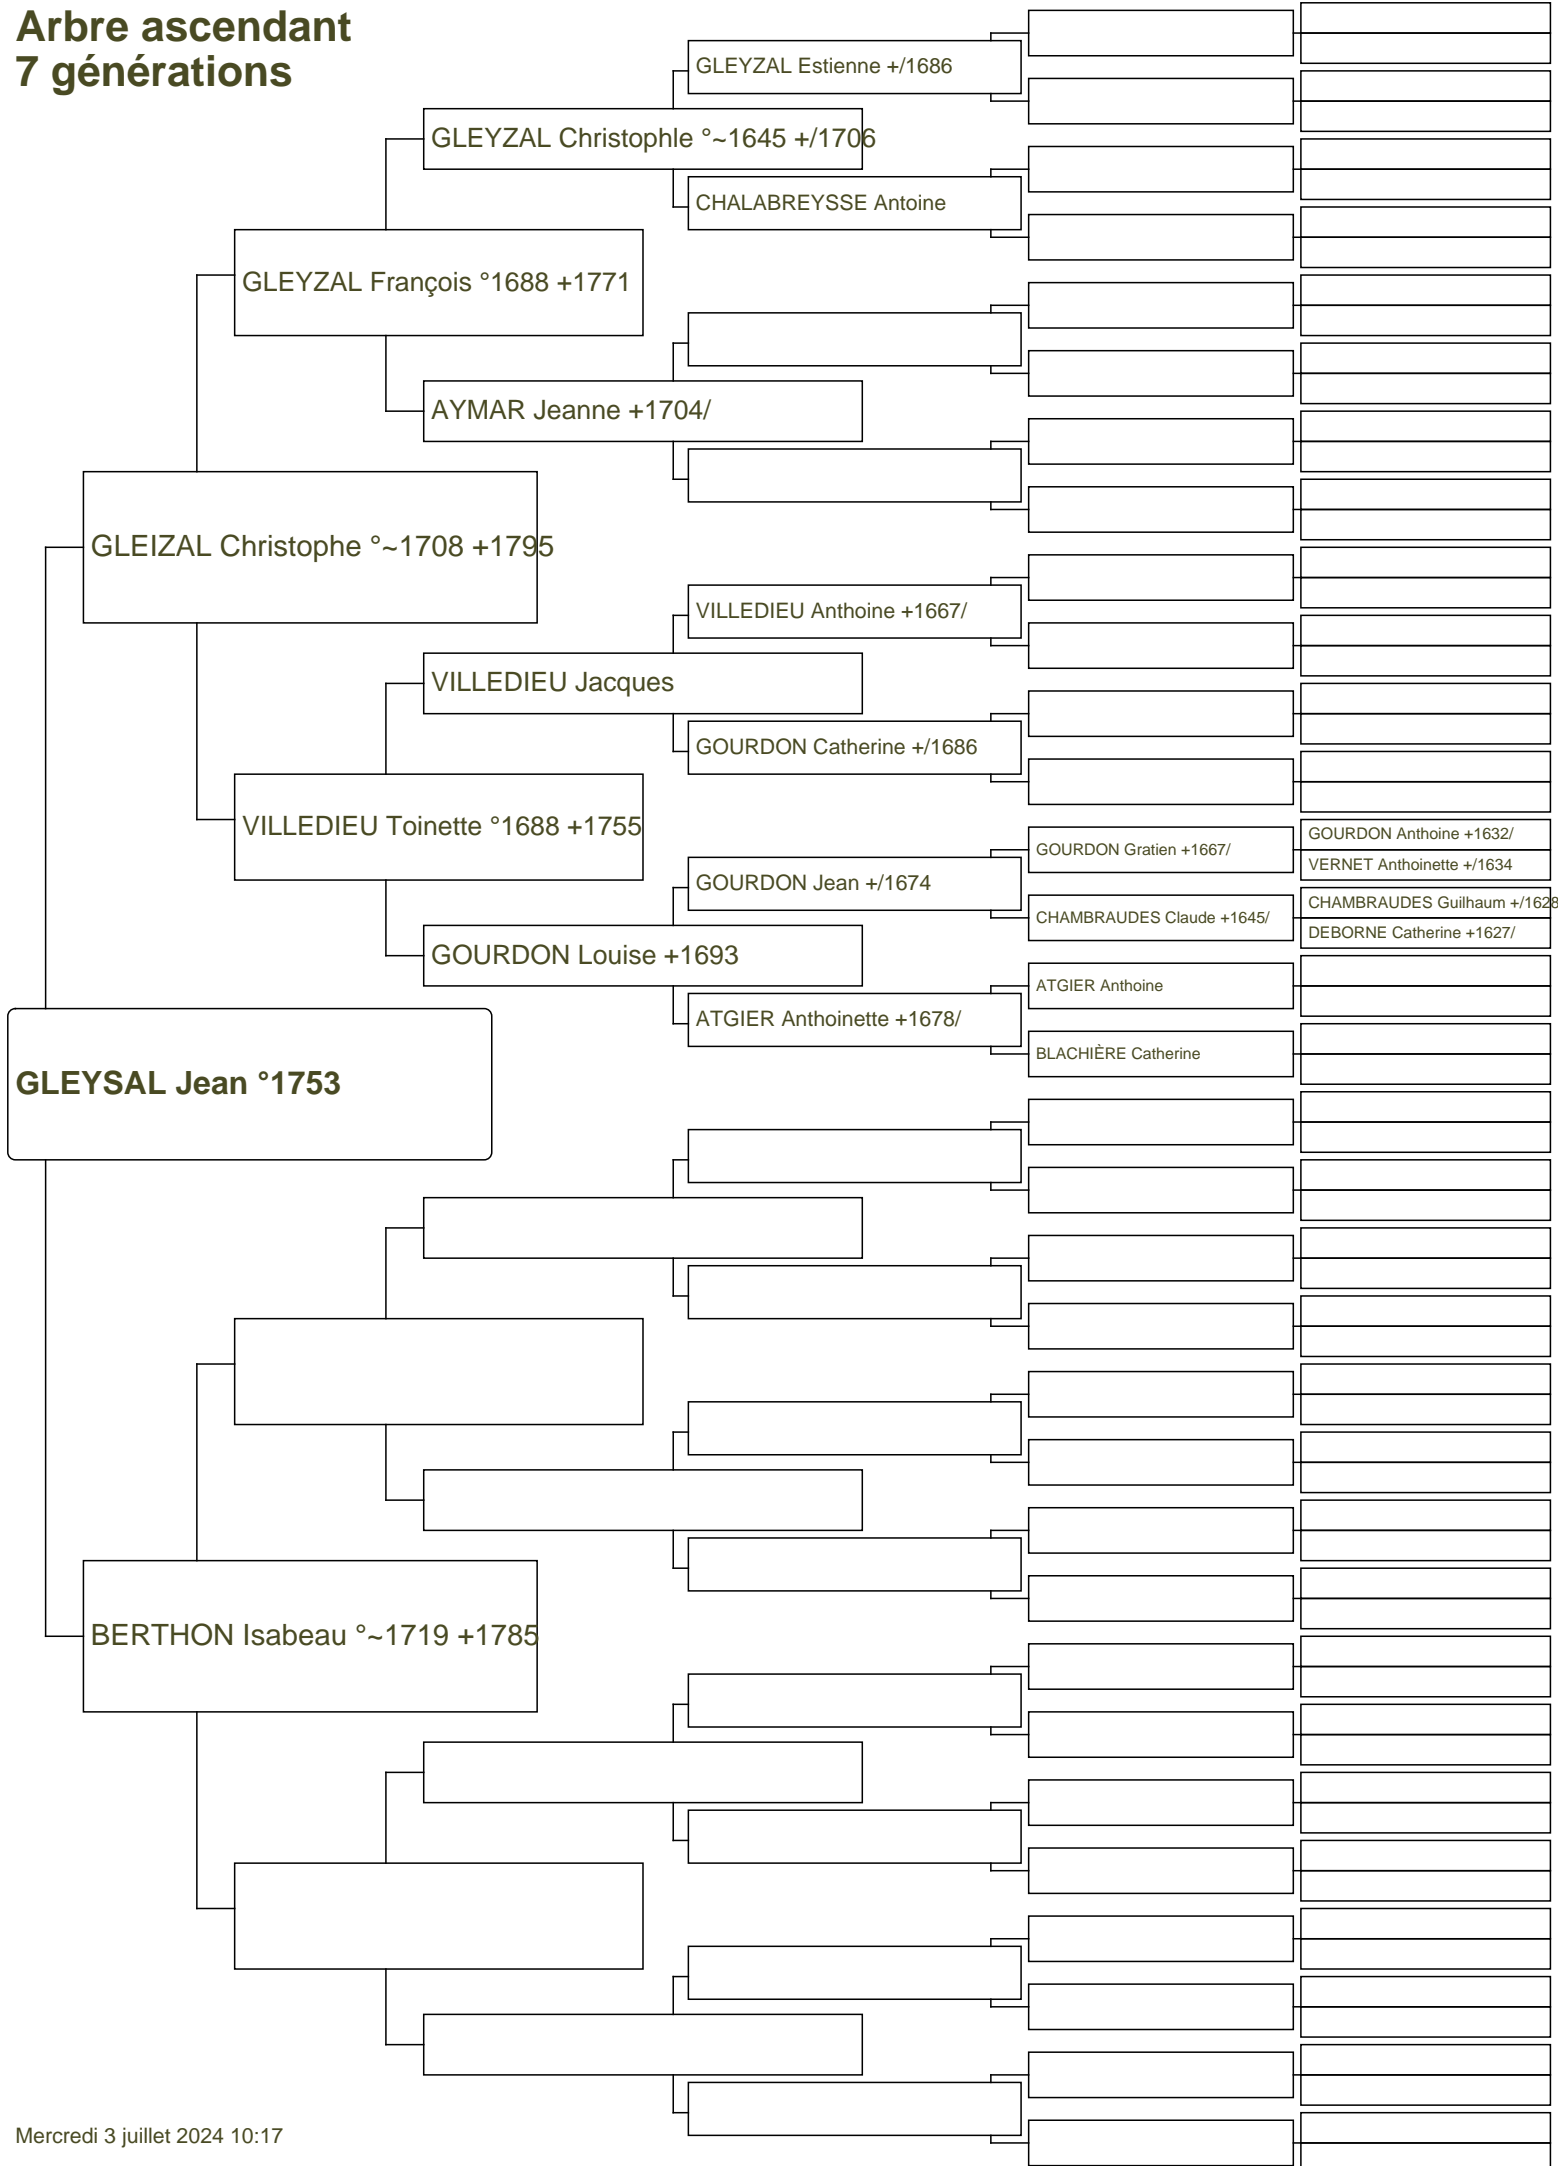 Arbre ascendant
7 générations
GLEYZAL Estienne +/1686
GLEYZAL Christophle °~1645 +/1706
CHALABREYSSE Antoine
GLEYZAL François °1688 +1771
AYMAR Jeanne +1704/
GLEIZAL Christophe °~1708 +1795
VILLEDIEU Anthoine +1667/
VILLEDIEU Jacques
GOURDON Catherine +/1686
VILLEDIEU Toinette °1688 +1755
GOURDON Anthoine +1632/
GOURDON Gratien +1667/
VERNET Anthoinette +/1634
GOURDON Jean +/1674
CHAMBRAUDES Guilhaum +/1628
CHAMBRAUDES Claude +1645/
DEBORNE Catherine +1627/
GOURDON Louise +1693
ATGIER Anthoine
ATGIER Anthoinette +1678/
BLACHIÈRE Catherine
GLEYSAL Jean °1753
BERTHON Isabeau °~1719 +1785
Mercredi 3 juillet 2024 10:17